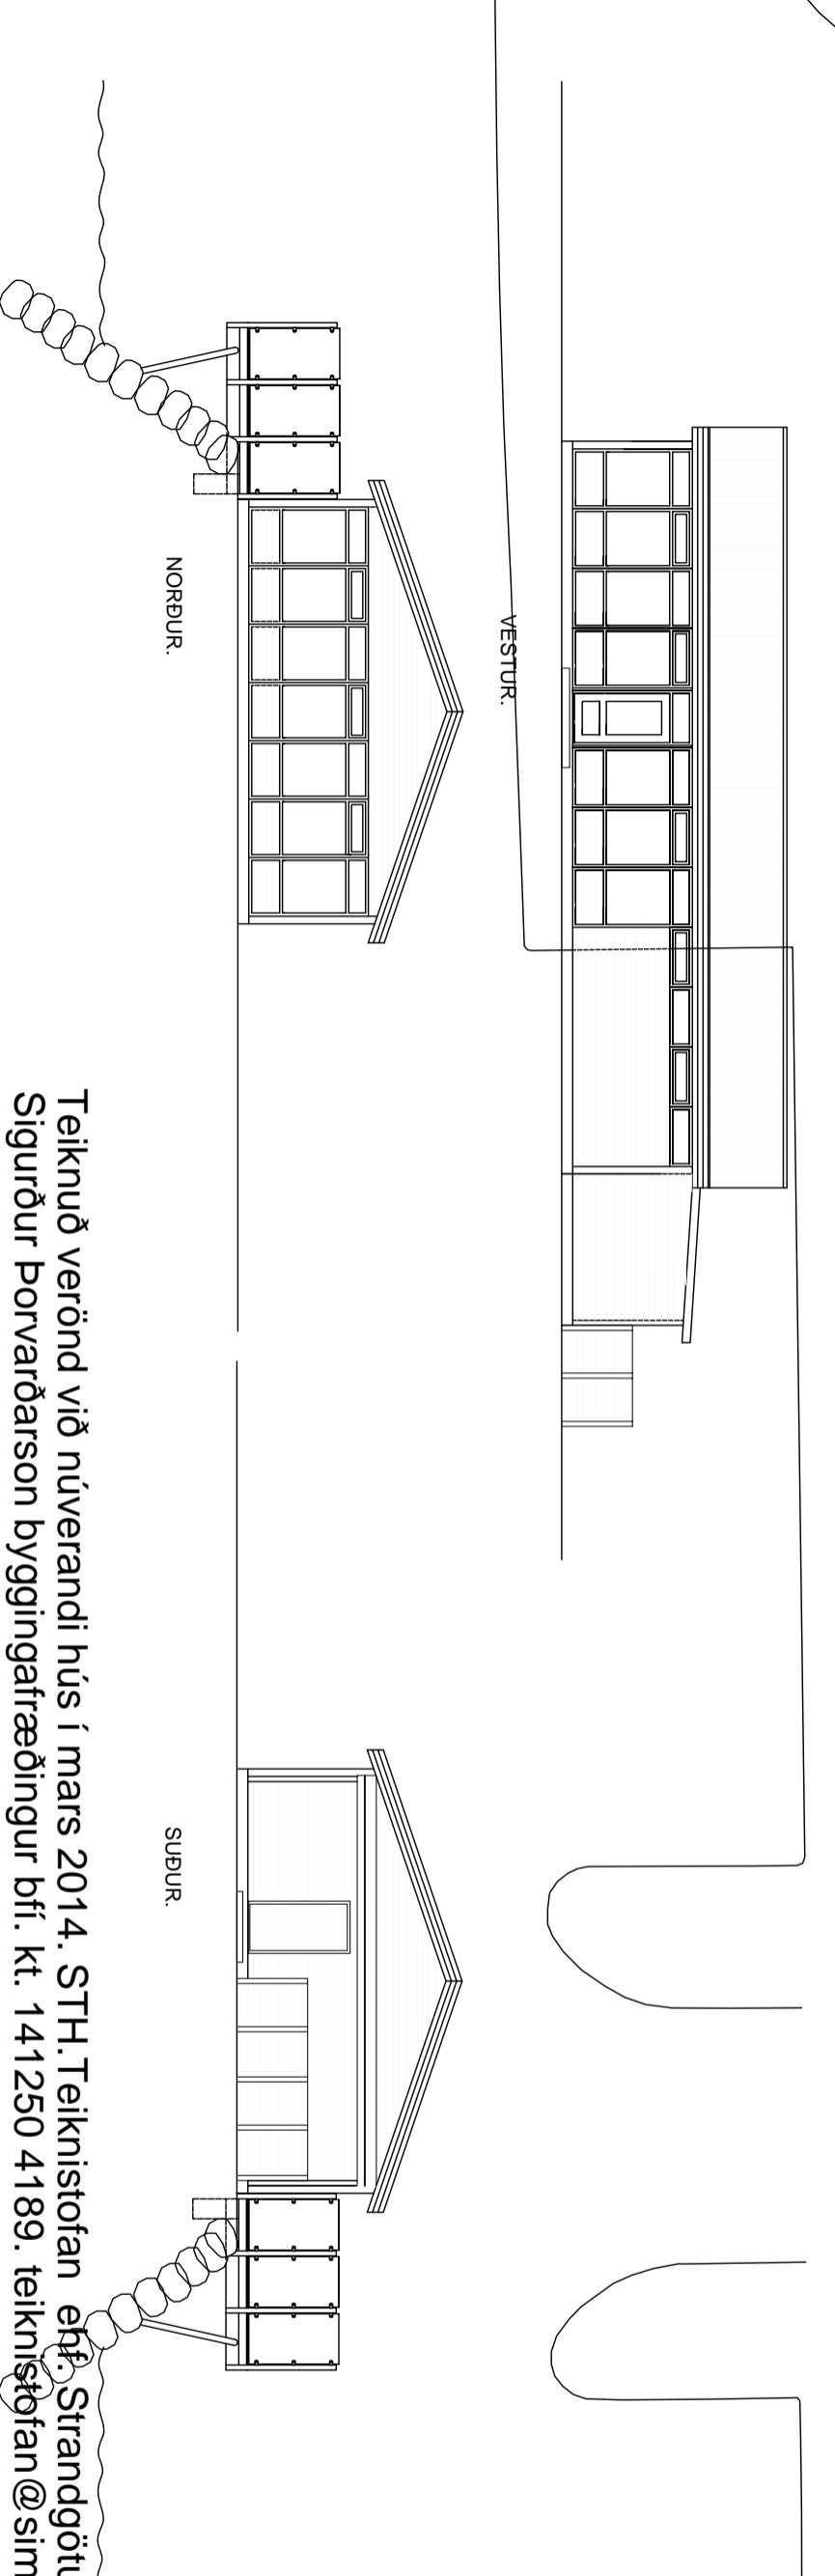 VESTUR.
NORÐUR.
SUÐUR.
Teiknuð verönd við núverandi hús í mars 2014. STH.Teiknistofan ehf. Strandgötu
Sigurður Þorvarðarson byggingafræðingur bfí. kt. 141250 4189. teiknistofan@sim